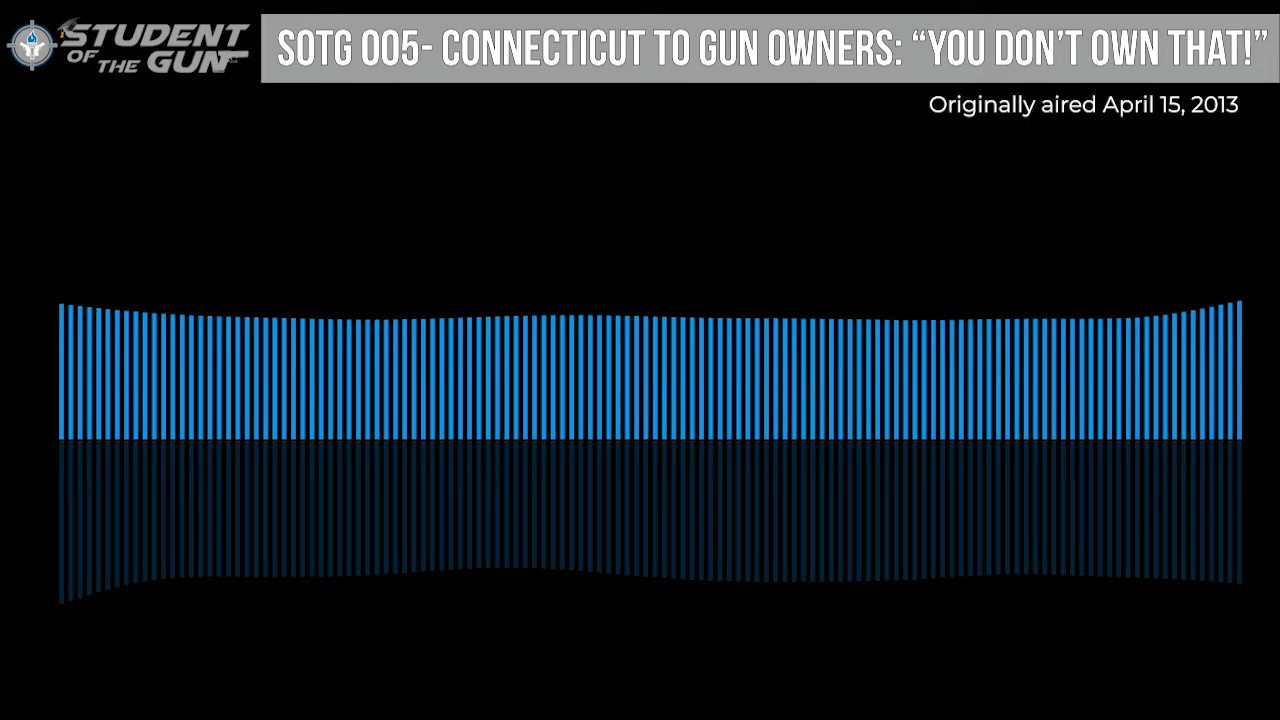 STUDENT
OF THE GUN
SOTG 005- CONNECTICUT TO GUN OWNERS: “YOU DON’T OWN THAT!”
Originally aired April 15, 2013